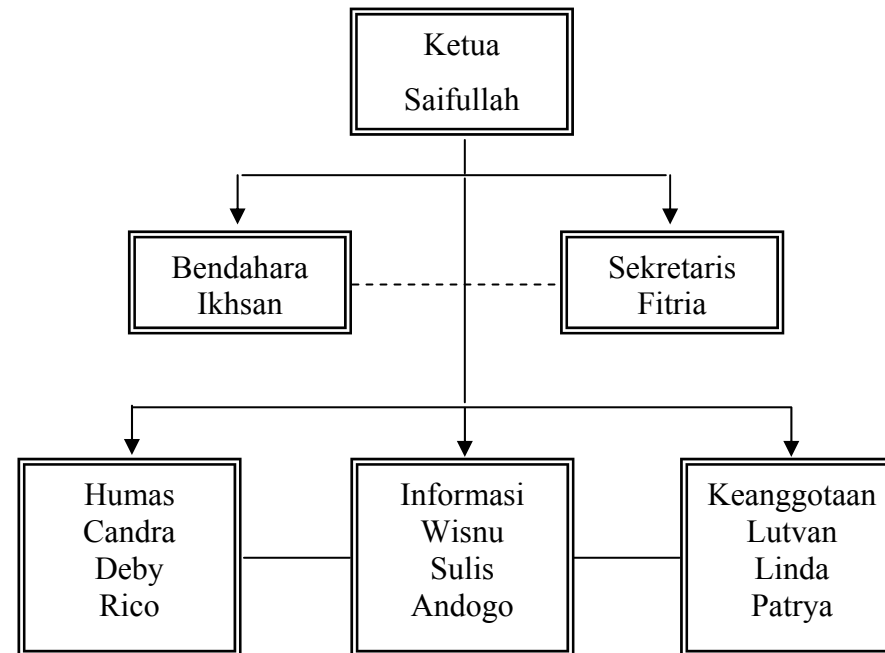 Ketua
Saifullah
Bendahara
Ikhsan
Sekretaris
Fitria
Humas
Candra
Deby
Rico
Informasi
Wisnu
Sulis
Andogo
Keanggotaan
Lutvan
Linda
Patrya